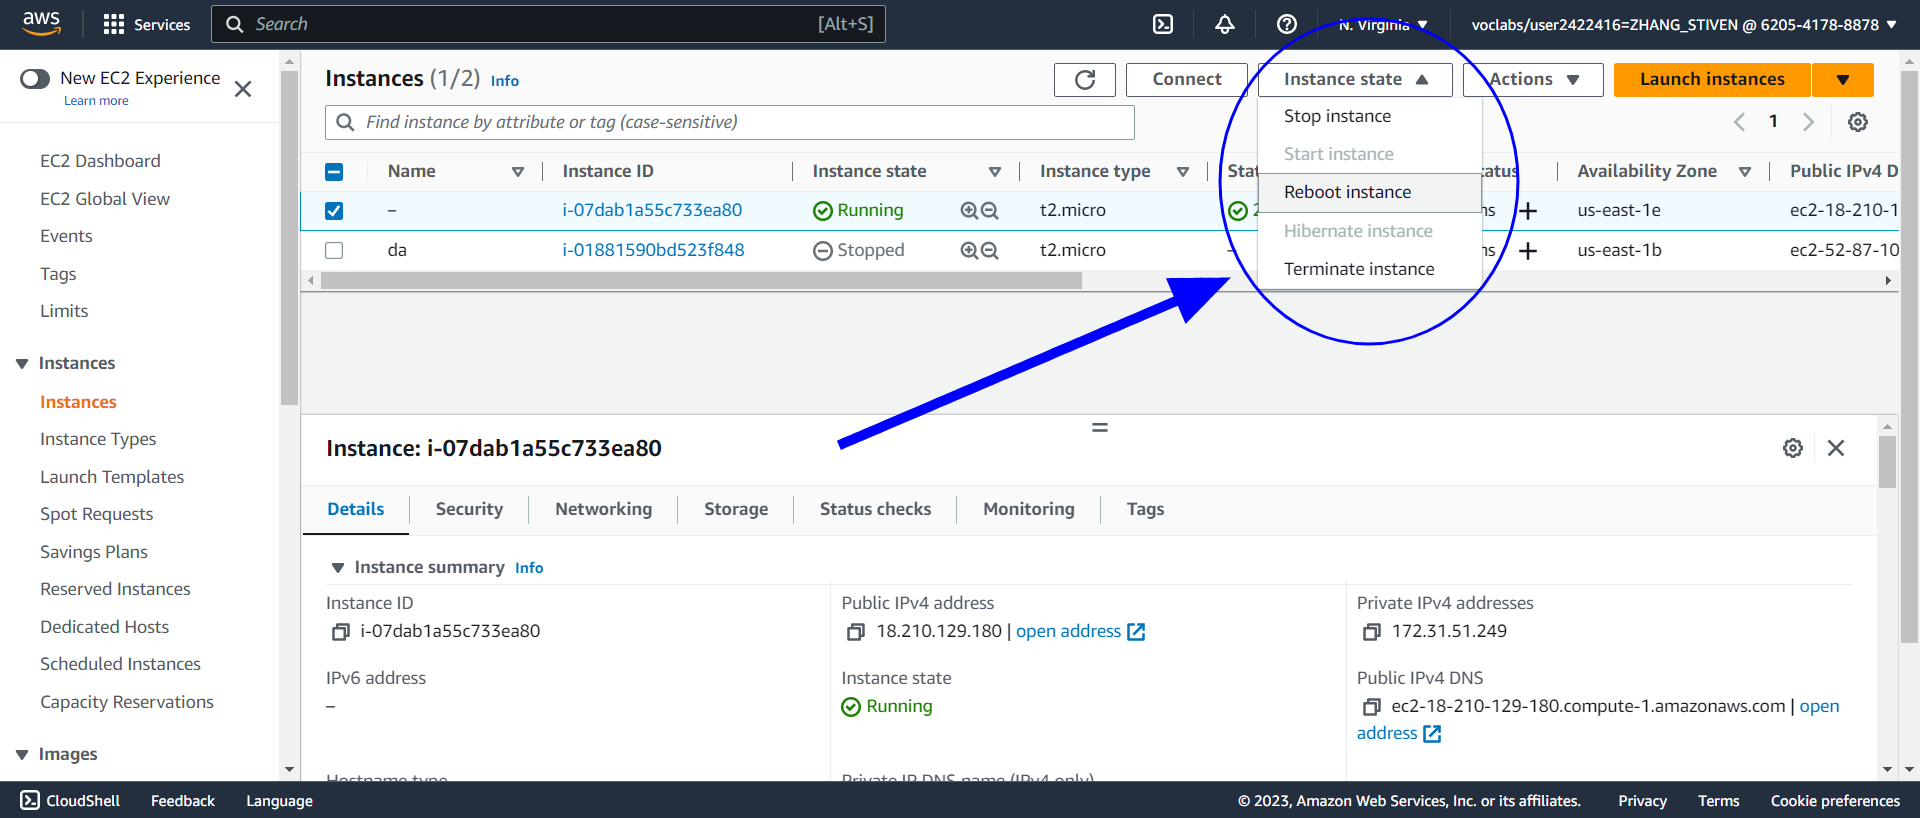 aws
Services
Search
[Alt+S]
N. Virginia
voclabs/user2422416=ZHANG_STIVEN @ 6205-4178-8878
New EC2 Experience
Learn more
EC2 Dashboard
EC2 Global View
Events
Tags
Limits
Instances
Instances
Instance Types
Launch Templates
Spot Requests
Savings Plans
Reserved Instances
Dedicated Hosts
Scheduled Instances
Capacity Reservations
Images
Instances (1/2) Info
Connect
Instance state
Actions
Launch instances
Find instance by attribute or tag (case-sensitive)
1
Stop instance
Start instance
Reboot instance
Hibernate instance
Terminate instance
Name Instance ID Instance state Instance type Availability Zone Public IPv4 D
– i-07dab1a55c733ea80 Running t2.micro us-east-1e ec2-18-210-1
da i-01881590bd523f848 Stopped t2.micro – us-east-1b ec2-52-87-10
Instance: i-07dab1a55c733ea80
Details Security Networking Storage Status checks Monitoring Tags
Instance summary Info
Instance ID
i-07dab1a55c733ea80
Public IPv4 address
18.210.129.180 | open address
Private IPv4 addresses
172.31.51.249
IPv6 address
–
Instance state
Running
Public IPv4 DNS
ec2-18-210-129-180.compute-1.amazonaws.com | open
address
Hostname type
Private IP DNS name (IPv4 only)
CloudShell Feedback Language
© 2023, Amazon Web Services, Inc. or its affiliates. Privacy Terms Cookie preferences